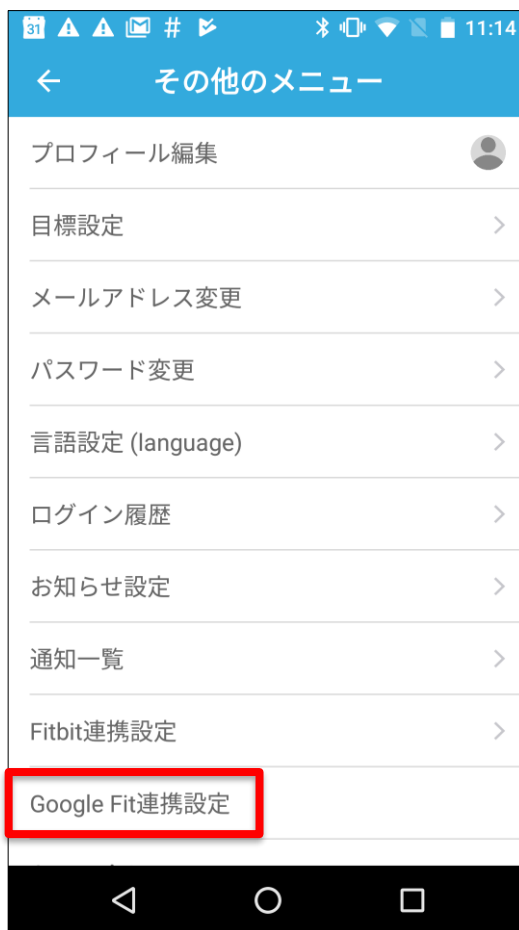 31 11:14
その他のメニュー
プロフィール編集
目標設定
メールアドレス変更
パスワード変更
言語設定 (language)
ログイン履歴
お知らせ設定
通知一覧
Fitbit連携設定
Google Fit連携設定